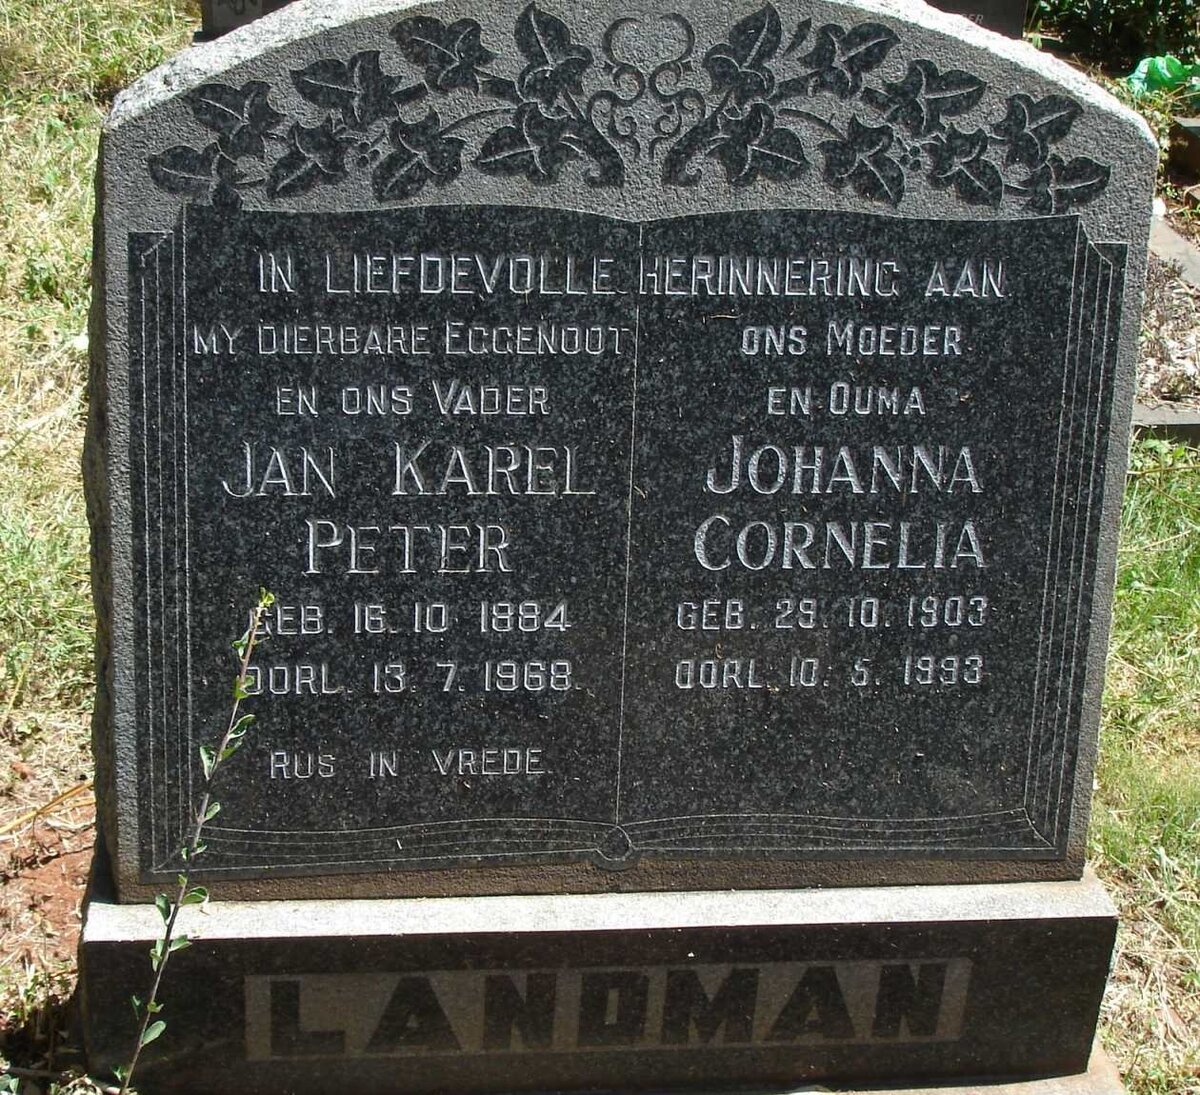 IN LIEFDEVOLLE HERINNERING AAN
MY DIERBARE EGGENOOT
EN ONS VADER
JAN KAREL
PETER
GEB. 16. 10 1884
OORL. 13. 7. 1968.
RUS IN VREDE.
ONS MOEDER
EN OUMA
JOHANNA
CORNELIA
GEB. 29. 10. 1903
OORL. 10. 5. 1993
LANDMAN